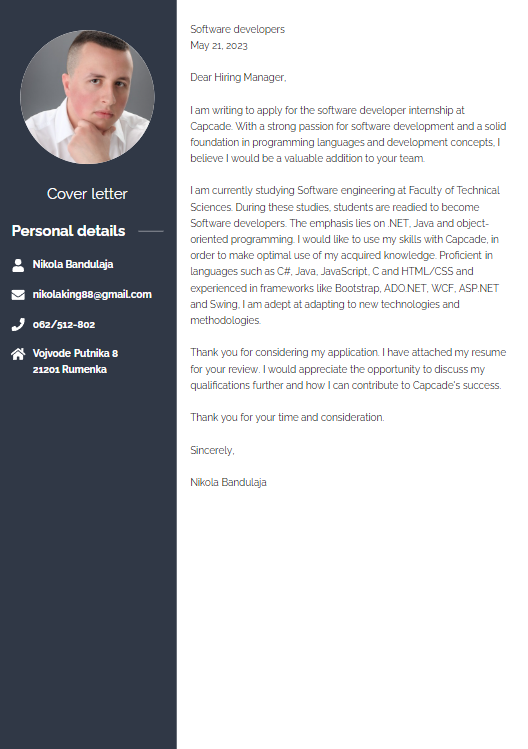 Cover letter
Personal details
Nikola Bandulaja
nikolaking88@gmail.com
062/512-802
Vojvode Putnika 8
21201 Rumenka
Software developers
May 21, 2023
Dear Hiring Manager,
I am writing to apply for the software developer internship at
Capcade. With a strong passion for software development and a solid
foundation in programming languages and development concepts, I
believe I would be a valuable addition to your team.
I am currently studying Software engineering at Faculty of Technical
Sciences. During these studies, students are readied to become
Software developers. The emphasis lies on .NET, Java and object-
oriented programming. I would like to use my skills with Capcade, in
order to make optimal use of my acquired knowledge. Proficient in
languages such as C#, Java, JavaScript, C and HTML/CSS and
experienced in frameworks like Bootstrap, ADO.NET, WCF, ASP.NET
and Swing, I am adept at adapting to new technologies and
methodologies.
Thank you for considering my application. I have attached my resume
for your review. I would appreciate the opportunity to discuss my
qualifications further and how I can contribute to Capcade's success.
Thank you for your time and consideration.
Sincerely,
Nikola Bandulaja